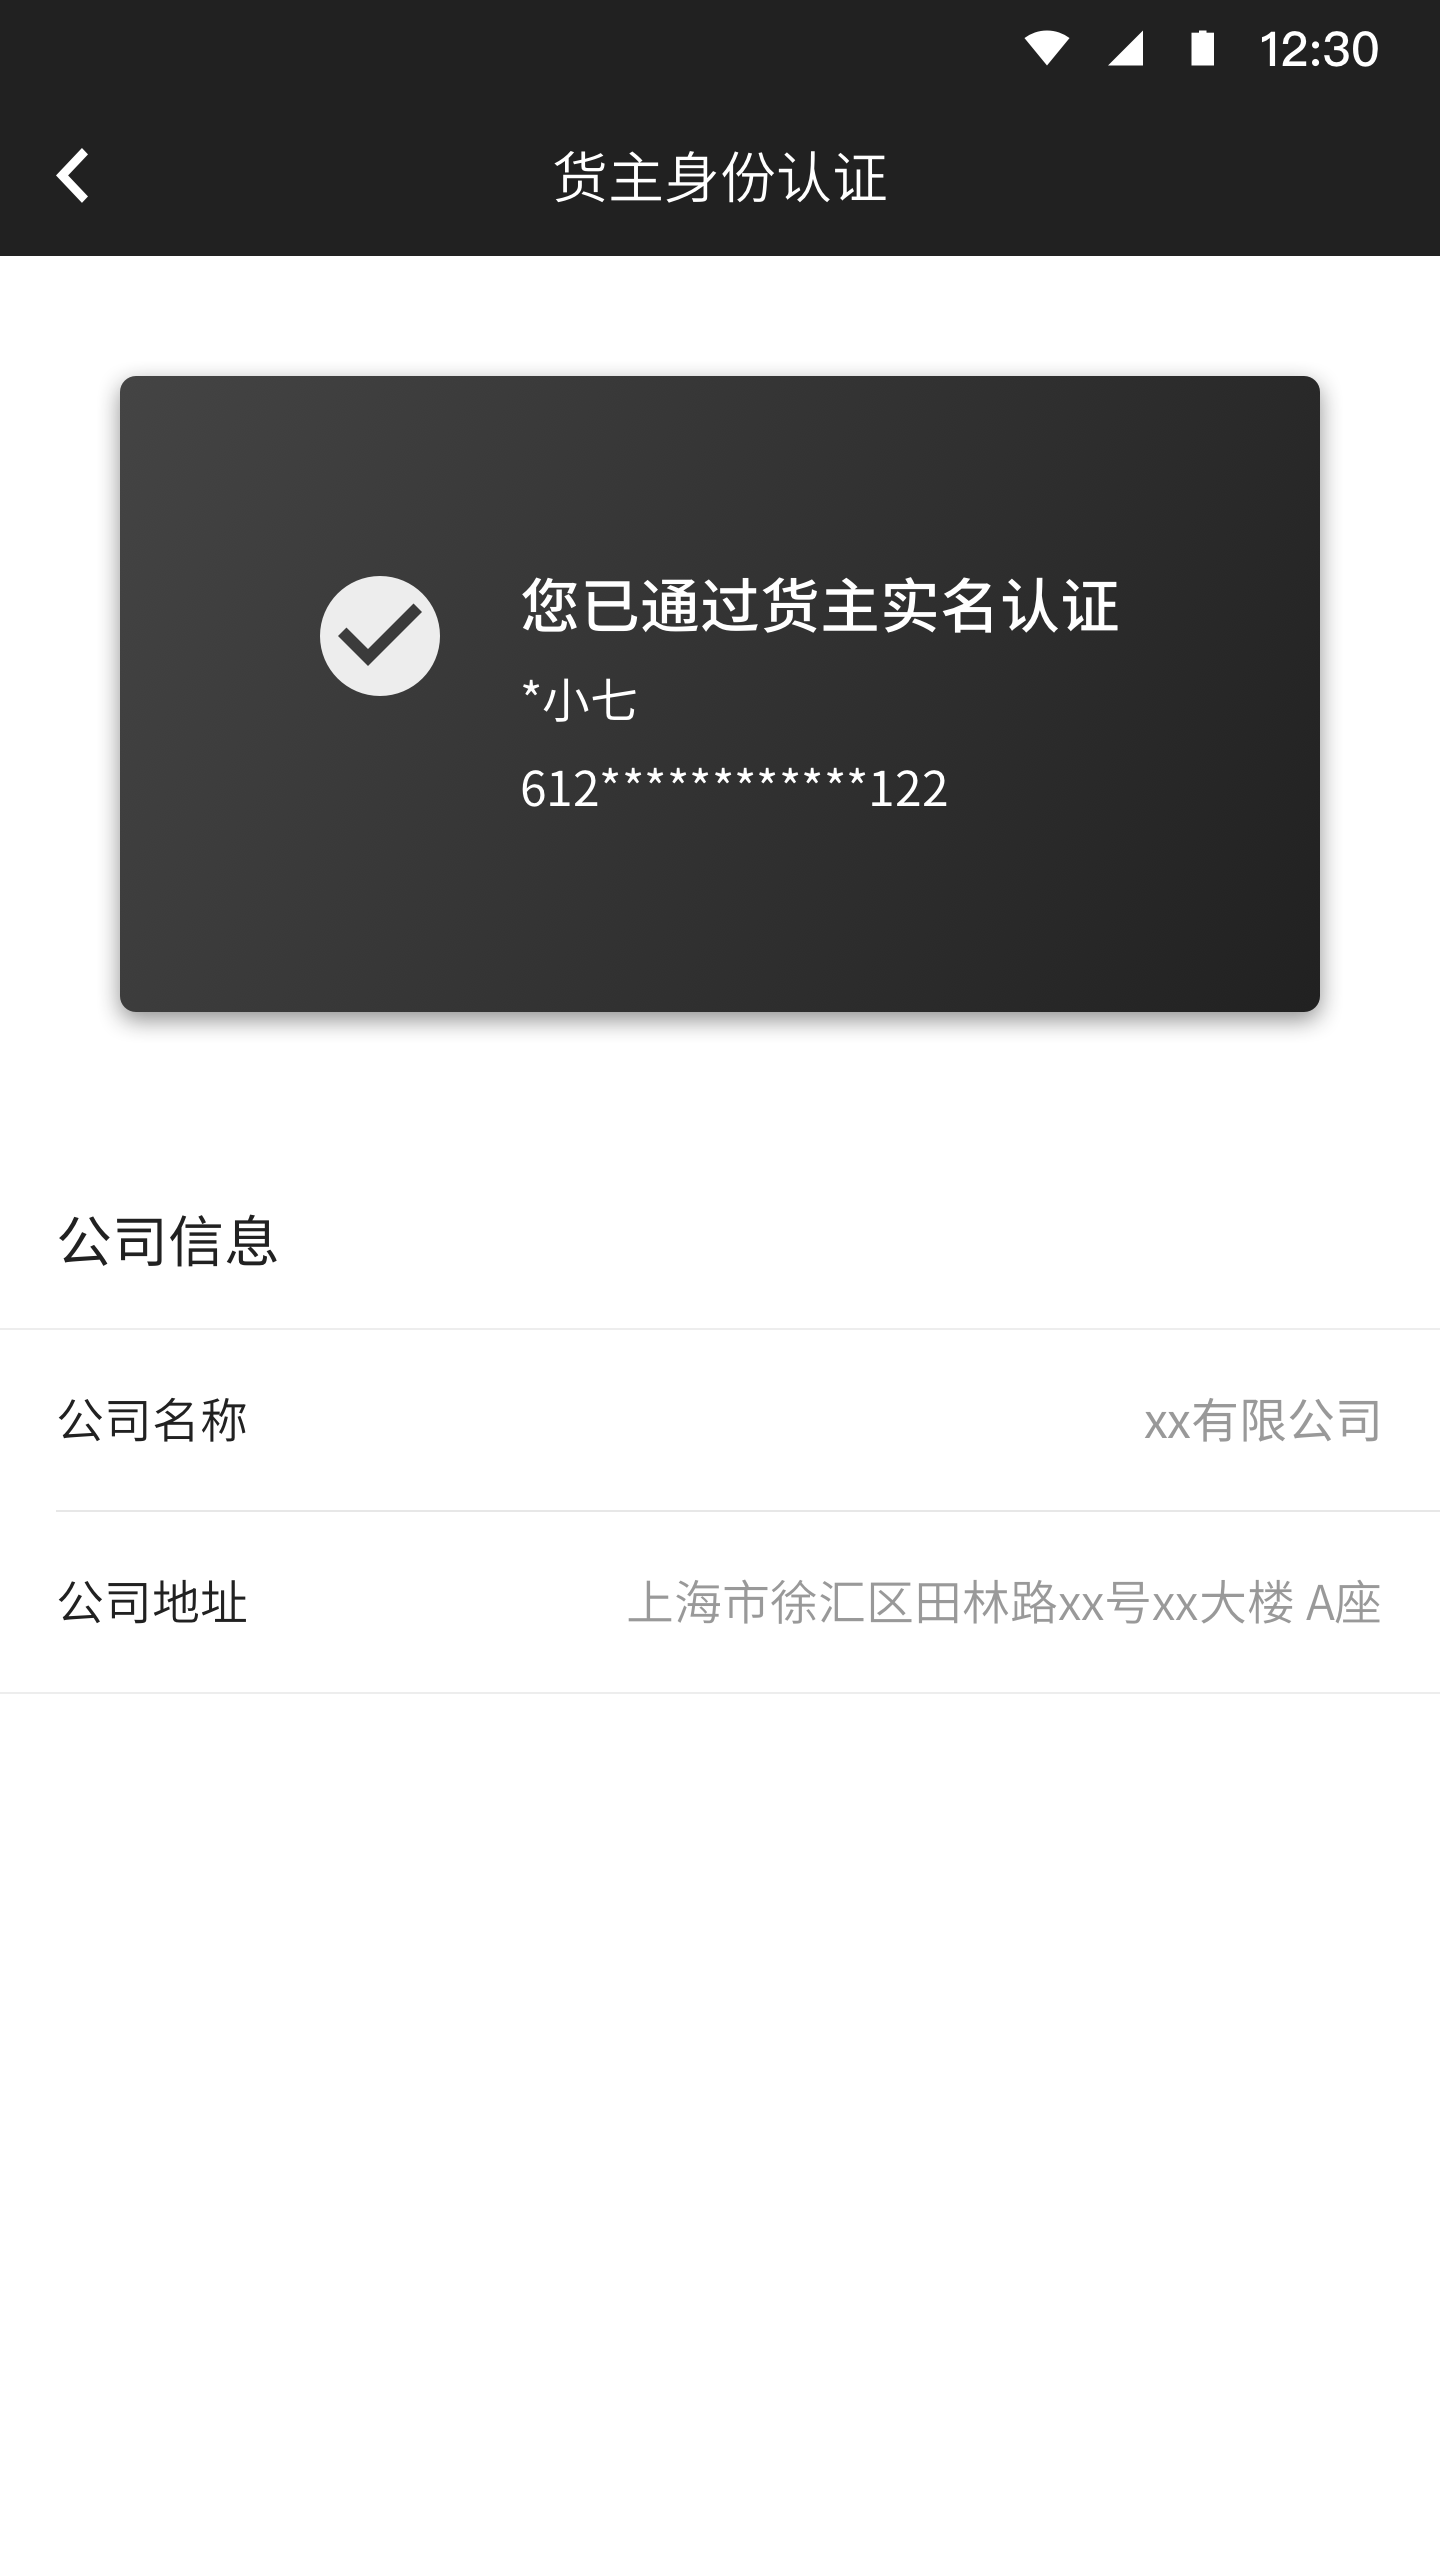 12:30
货主身份认证
您已通过货主实名认证
*小七
612************122
公司信息
公司名称 xx有限公司
公司地址 上海市徐汇区田林路xx号xx大楼 A座